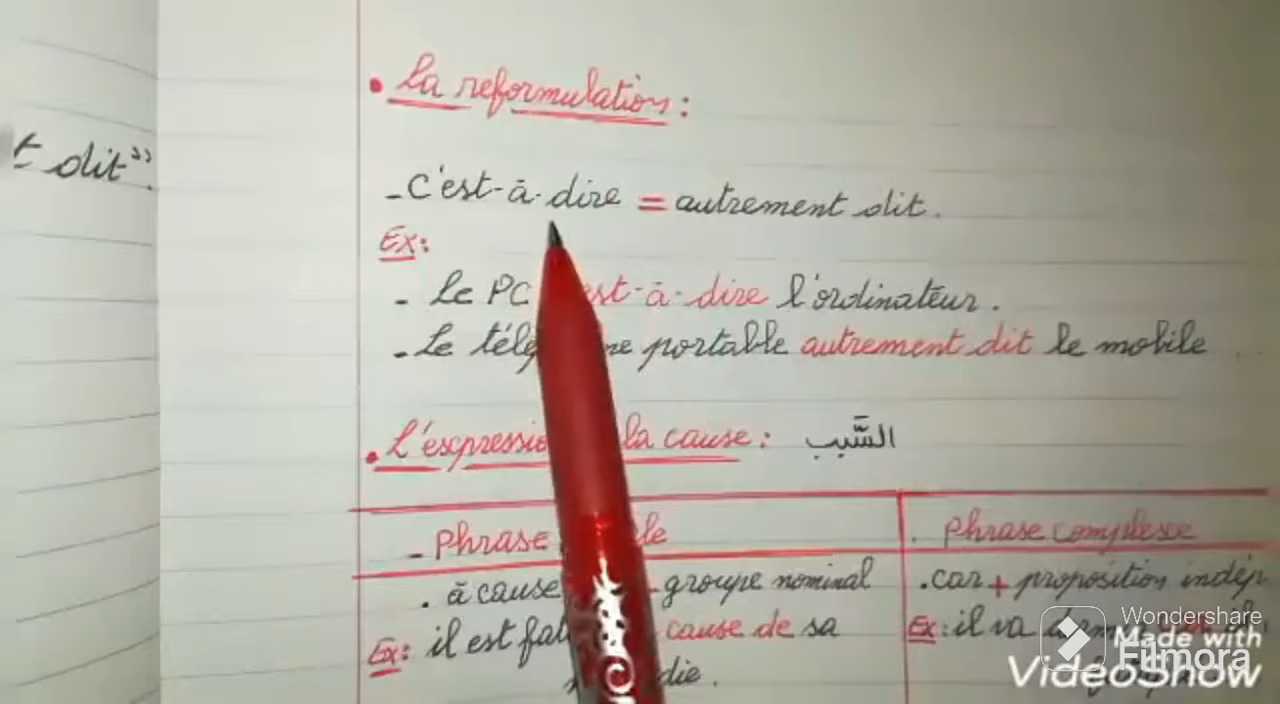 t dit”.
• La reformulation :
- C'est-à-dire = autrement dit.
Ex:
- Le PC est-à-dire l'ordinateur.
- Le télé portable autrement dit le mobile
• L'expression la cause : السَّبب
- Phrase
. Phrase complexe
. à cause + groupe nominal
. car + proposition indép
Ex: il est cause de sa
Ex: il va
die.
Wondershare
Filmora
Made with
VideoShow